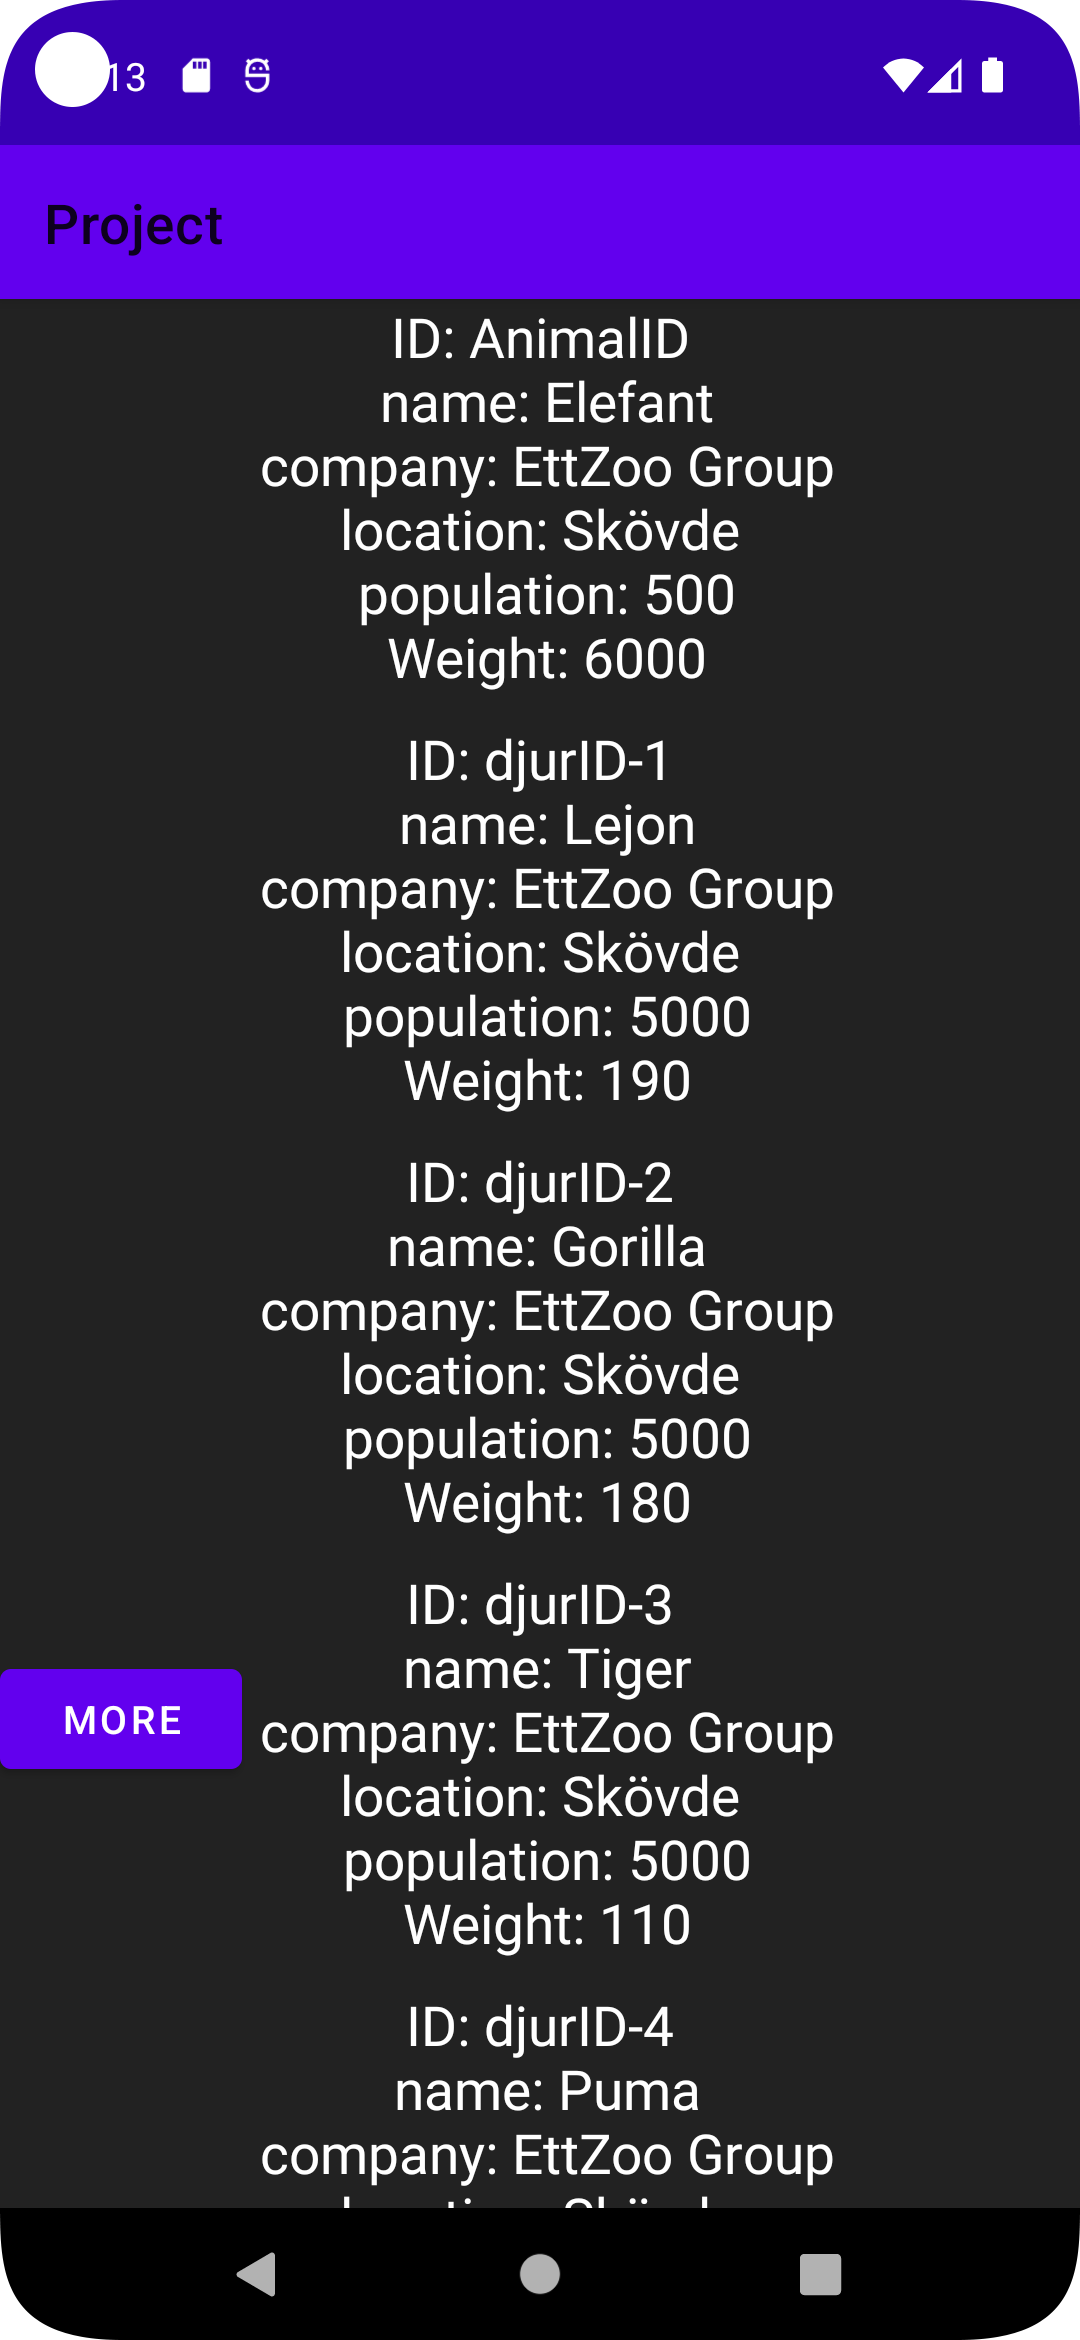 13
Project
ID: AnimalID
name: Elefant
company: EttZoo Group
location: Skövde
population: 500
Weight: 6000
ID: djurID-1
name: Lejon
company: EttZoo Group
location: Skövde
population: 5000
Weight: 190
ID: djurID-2
name: Gorilla
company: EttZoo Group
location: Skövde
population: 5000
Weight: 180
ID: djurID-3
name: Tiger
MORE
company: EttZoo Group
location: Skövde
population: 5000
Weight: 110
ID: djurID-4
name: Puma
company: EttZoo Group